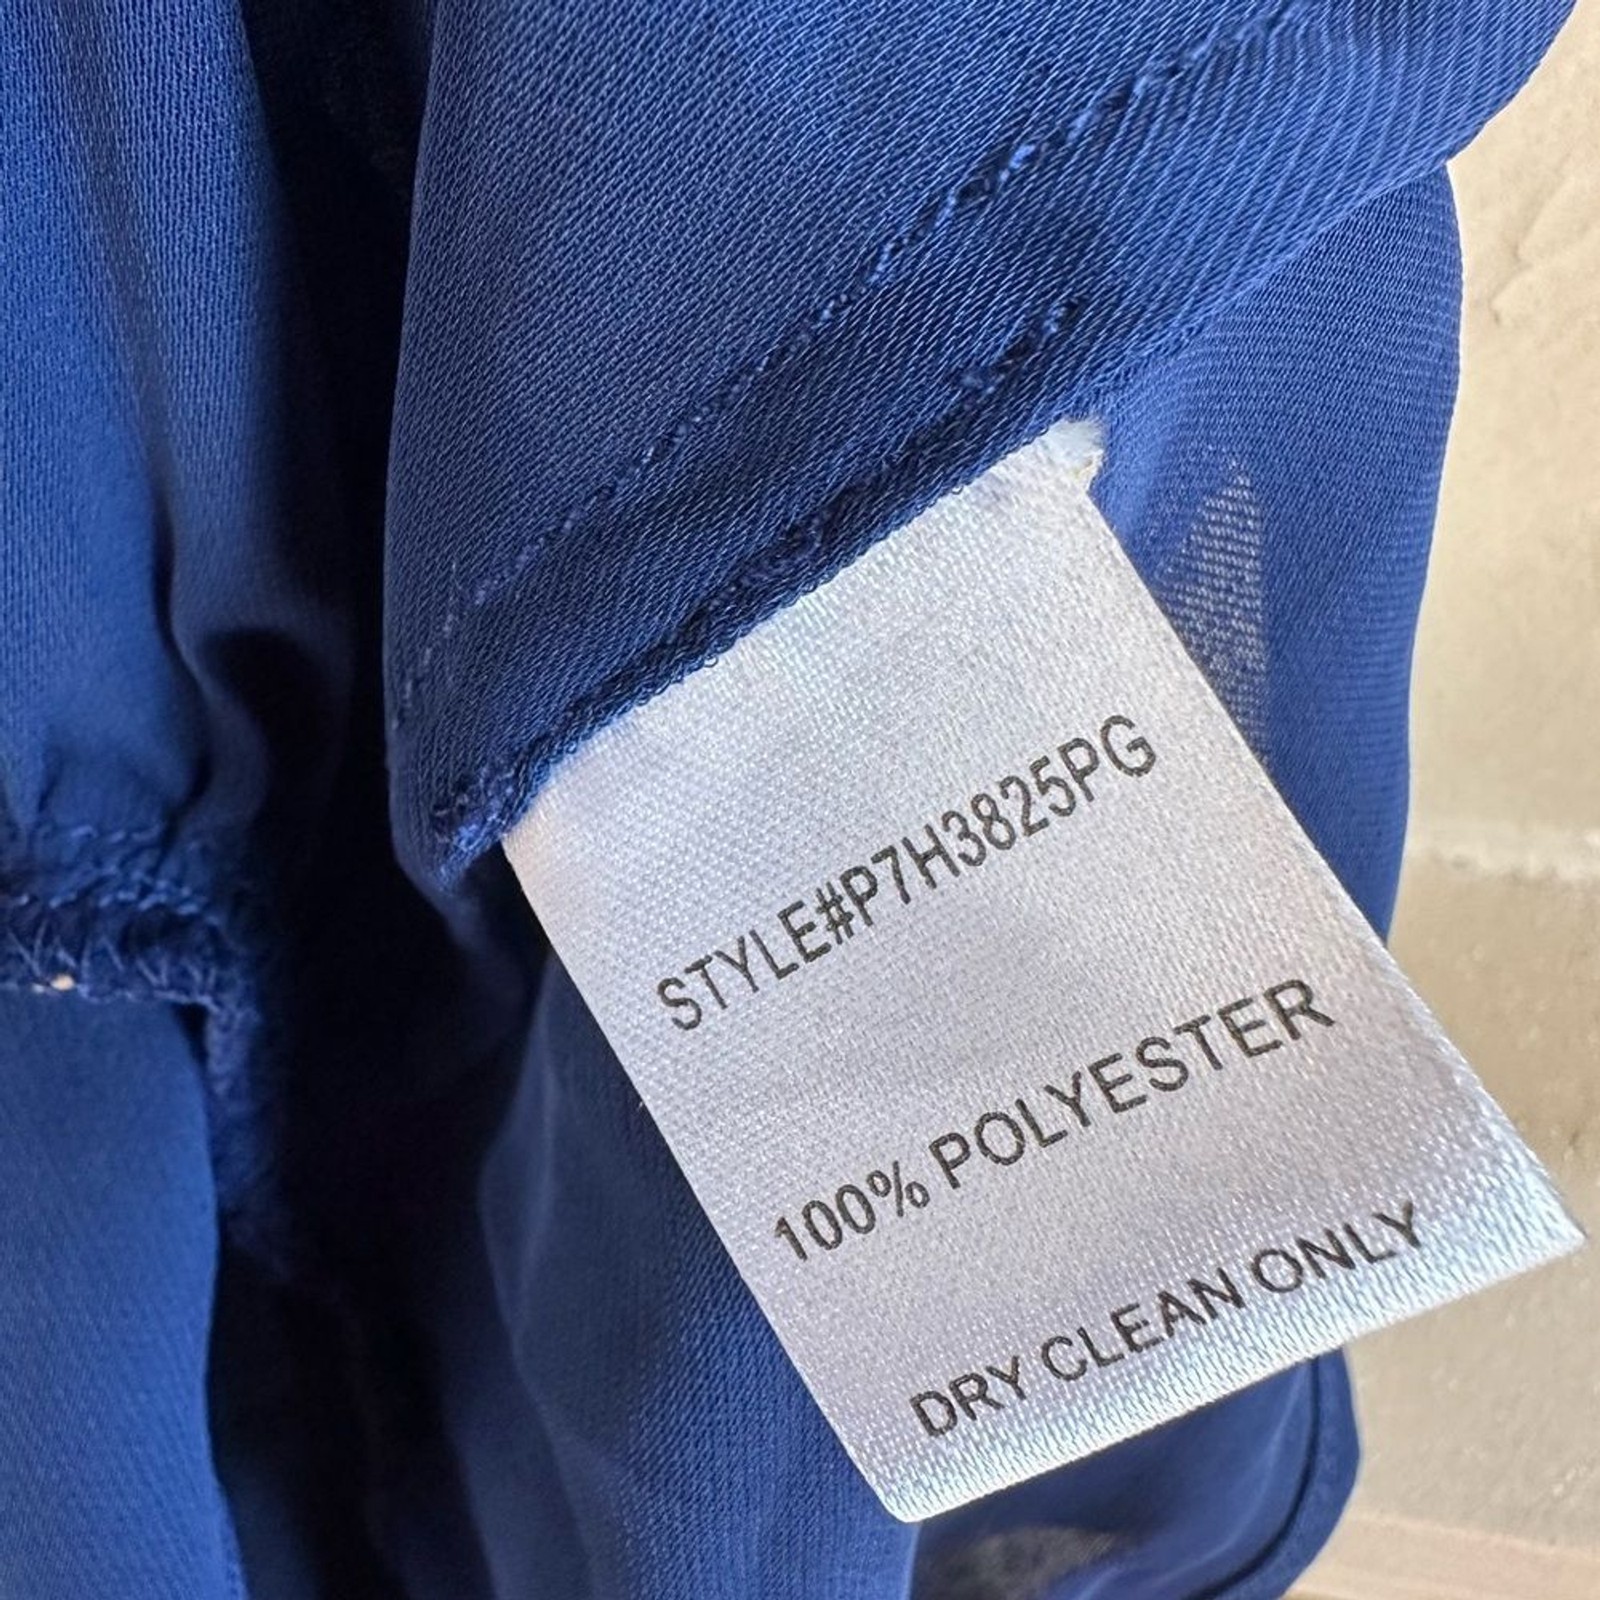 STYLE#P7H3825PG
100% POLYESTER
DRY CLEAN ONLY